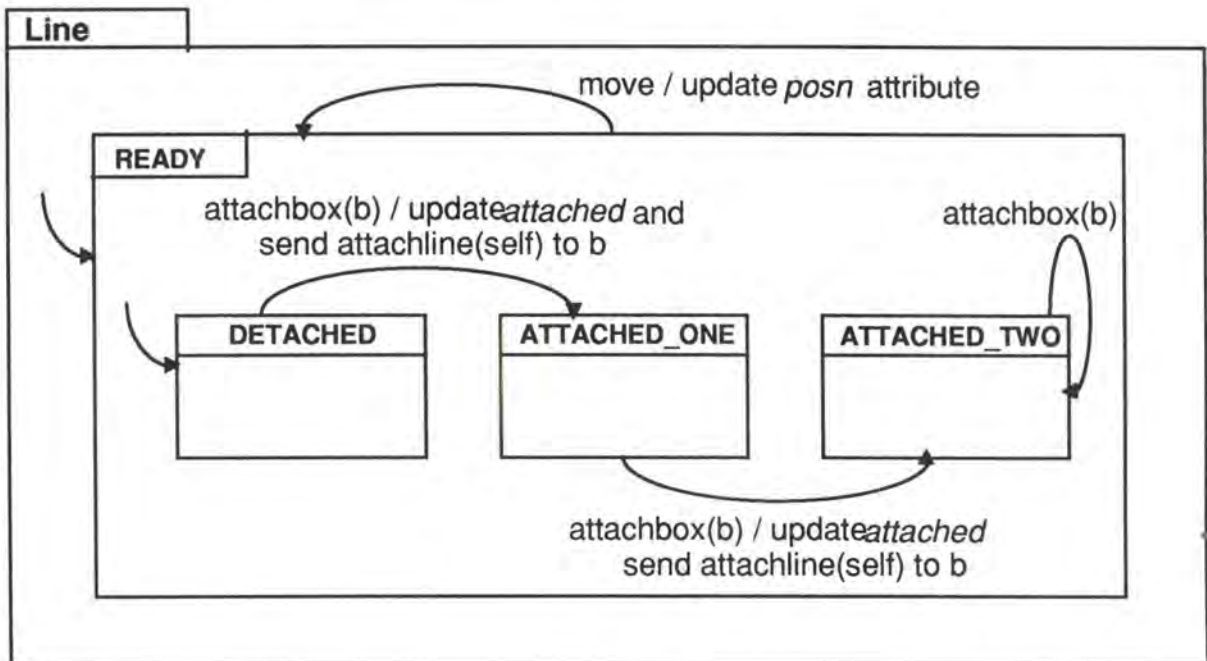 Line
move / update posn attribute
READY
attachbox(b) / updateattached and
send attachline(self) to b
attachbox(b)
DETACHED
ATTACHED_ONE
ATTACHED_TWO
attachbox(b) / updateattached
send attachline(self) to b